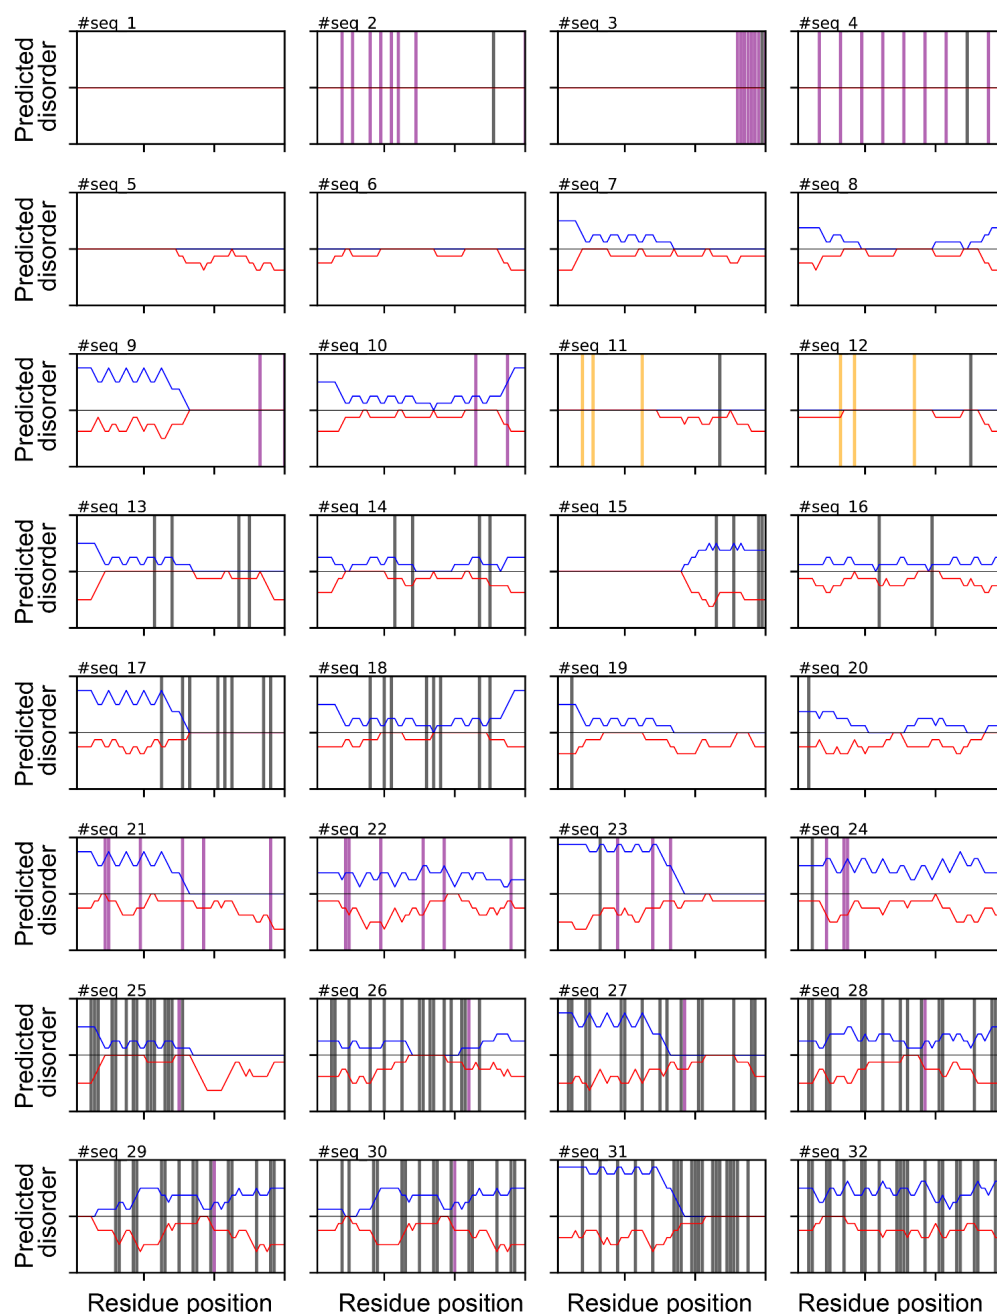 #seq 1 #seq 2 #seq 3 #seq 4
Predicted
disorder
#seq 5 #seq 6 #seq 7 #seq 8
Predicted
disorder
#seq 9 #seq 10 #seq 11 #seq 12
Predicted
disorder
#seq 13 #seq 14 #seq 15 #seq 16
Predicted
disorder
#seq 17 #seq 18 #seq 19 #seq 20
Predicted
disorder
#seq 21 #seq 22 #seq 23 #seq 24
Predicted
disorder
#seq 25 #seq 26 #seq 27 #seq 28
Predicted
disorder
#seq 29 #seq 30 #seq 31 #seq 32
Predicted
disorder
Residue position Residue position Residue position Residue position